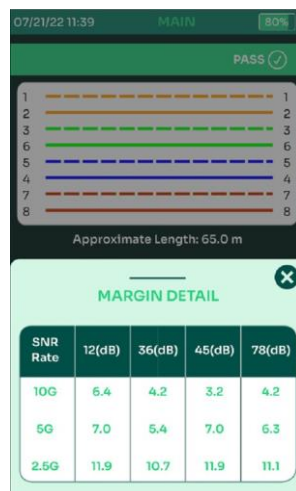 07/21/22 11:39 MAIN 80%
PASS
1 1
2 2
3 3
6 6
5 5
4 4
7 7
8 8
Approximate Length: 65.0 m
MARGIN DETAIL
SNR Rate 12(dB) 36(dB) 45(dB) 78(dB)
10G 6.4 4.2 3.2 4.2
5G 7.0 5.4 7.0 6.3
2.5G 11.9 10.7 11.9 11.1